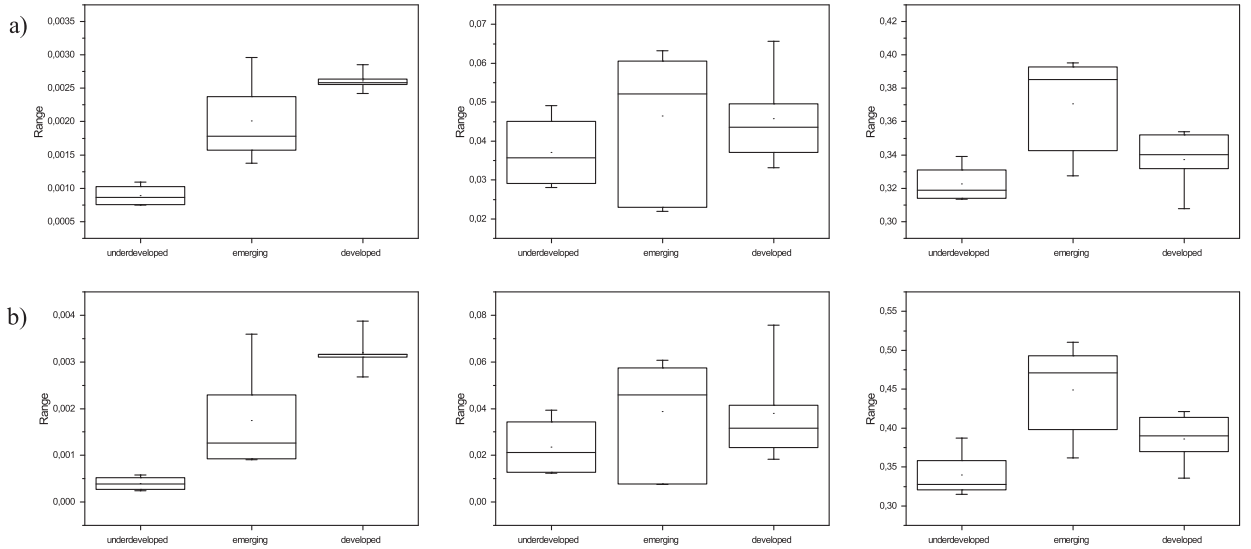 a)
Range
0,0035
0,0030
0,0025
0,0020
0,0015
0,0010
0,0005
underdeveloped emerging developed
Range
0,07
0,06
0,05
0,04
0,03
0,02
underdeveloped emerging developed
Range
0,42
0,40
0,38
0,36
0,34
0,32
0,30
underdeveloped emerging developed
b)
Range
0,004
0,003
0,002
0,001
0,000
underdeveloped emerging developed
Range
0,08
0,06
0,04
0,02
0,00
underdeveloped emerging developed
Range
0,55
0,50
0,45
0,40
0,35
0,30
underdeveloped emerging developed